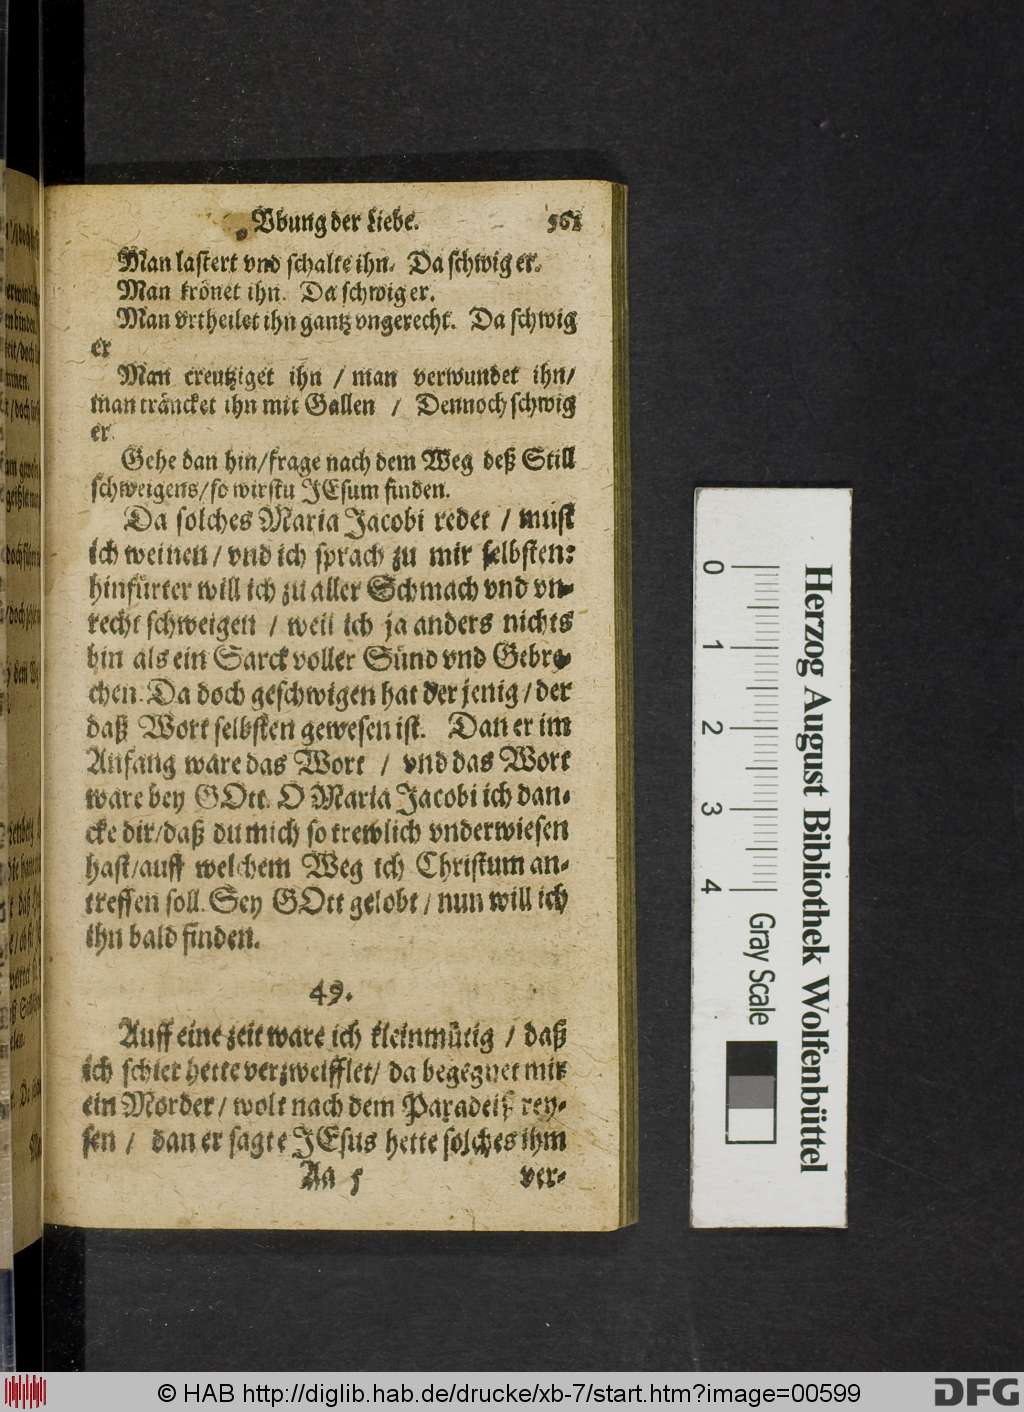 Vbung der Liebe. 561
Man lästert vnd schalte ihn. Da schwig er.
Man krönet ihn. Da schwig er.
Man vrtheilet ihn gantz vngerecht. Da schwig
er
Man creutziget ihn / man verwundet ihn/
man träncket ihn mit Gallen / Dennoch schwig
er.
Gehe dan hin/frage nach dem Weg deß Still
schweigens/so wirstu JEsum finden.
Da solches Maria Jacobi redet / must
ich weinen / vnd ich sprach zu mir selbsten:
hinfürter will ich zu aller Schmach vnd vn-
recht schweigen / weil ich ja anders nichts
bin als ein Sarck voller Sünd vnd Gebre-
chen. Da doch geschwigen hat der jenig / der
daß Wort selbsten gewesen ist. Dan er im
Anfang ware das Wort / vnd das Wort
ware bey GOtt. O Maria Jacobi ich dan-
cke dir/daß du mich so trewlich vnderwiesen
hast/auff welchem Weg ich Christum an-
treffen soll. Sey GOtt gelobt / nun will ich
ihn bald finden.
49.
Auff eine zeit ware ich kleinmütig / daß
ich schier hette verzweifflet/ da begegnet mir
ein Mörder / wolt nach dem Paradeiß rey-
sen / dan er sagte JEsus hette solches ihm
Aa 5 ver-
0 1 2 3 4
Gray Scale
Herzog August Bibliothek Wolfenbüttel
© HAB http://diglib.hab.de/drucke/xb-7/start.htm?image=00599
DFG